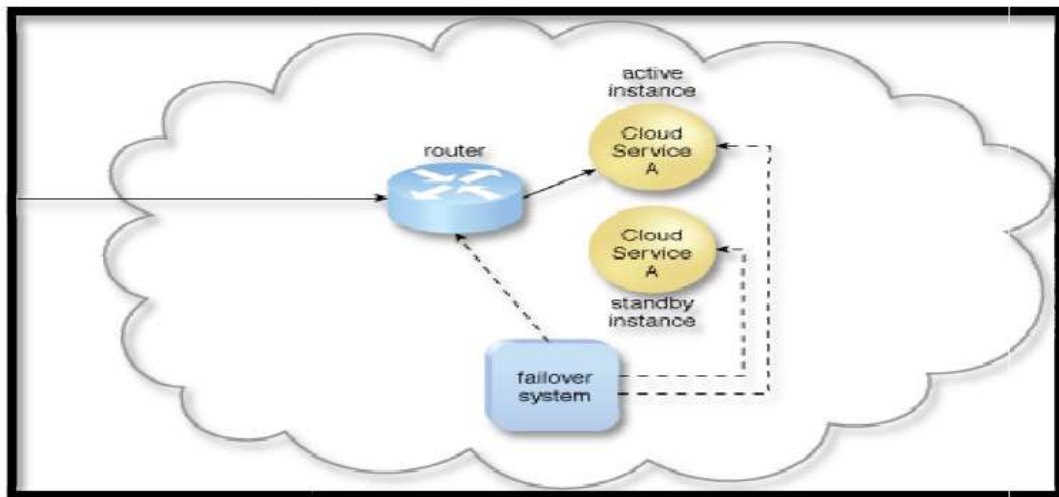 active
instance
Cloud
Service
A
router
Cloud
Service
A
standby
instance
failover
system